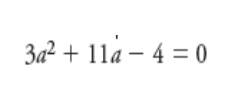 3a² + 11a − 4 = 0